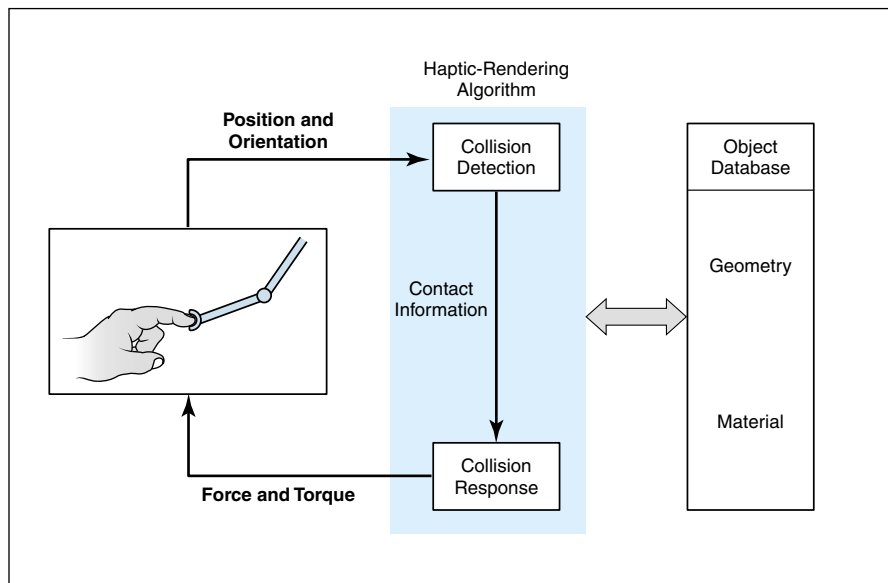 Haptic-Rendering
Algorithm
Position and
Orientation
Collision
Detection
Object
Database
Geometry
Contact
Information
Material
Collision
Response
Force and Torque